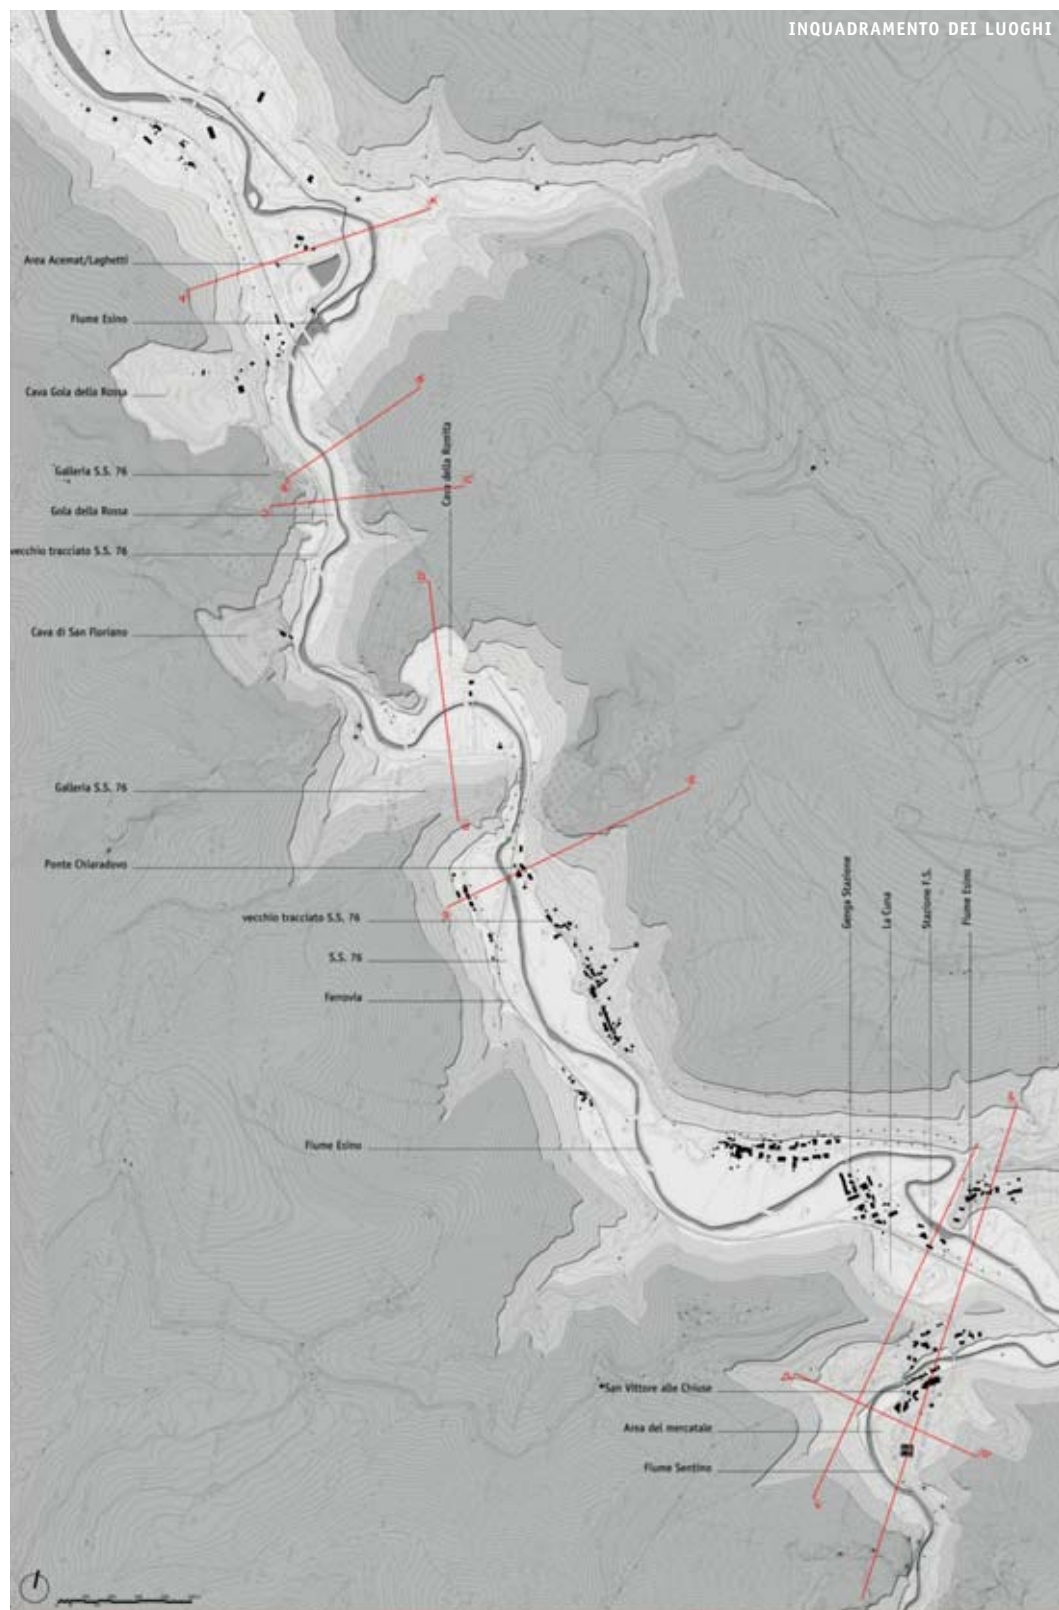 INQUADRAMENTO DEI LUOGHI
Area Acemat/Laghetti
Fiume Esino
Cava Gola della Rossa
Cava della Romita
Galleria S.S. 76
Gola della Rossa
vecchio tracciato S.S. 76
Cava di San Floriano
Galleria S.S. 76
Ponte Chiaradovo
vecchio tracciato S.S. 76
S.S. 76
Ferrovia
Genga Stazione
La Cuna
Stazione F.S.
Fiume Esino
Fiume Esino
San Vittore alle Chiuse
Area del mercatale
Fiume Sentino